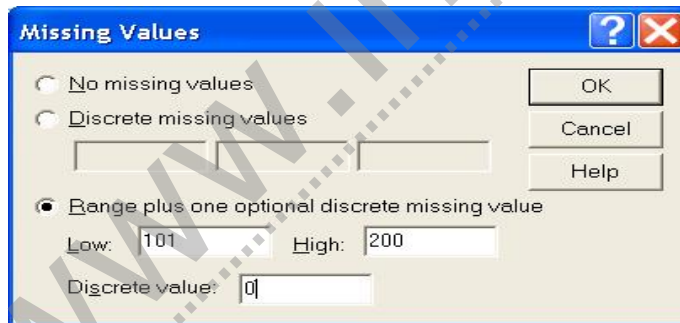 Missing Values
No missing values
OK
Discrete missing values
Cancel
Help
Range plus one optional discrete missing value
Low: 101 High: 200
Discrete value: 0